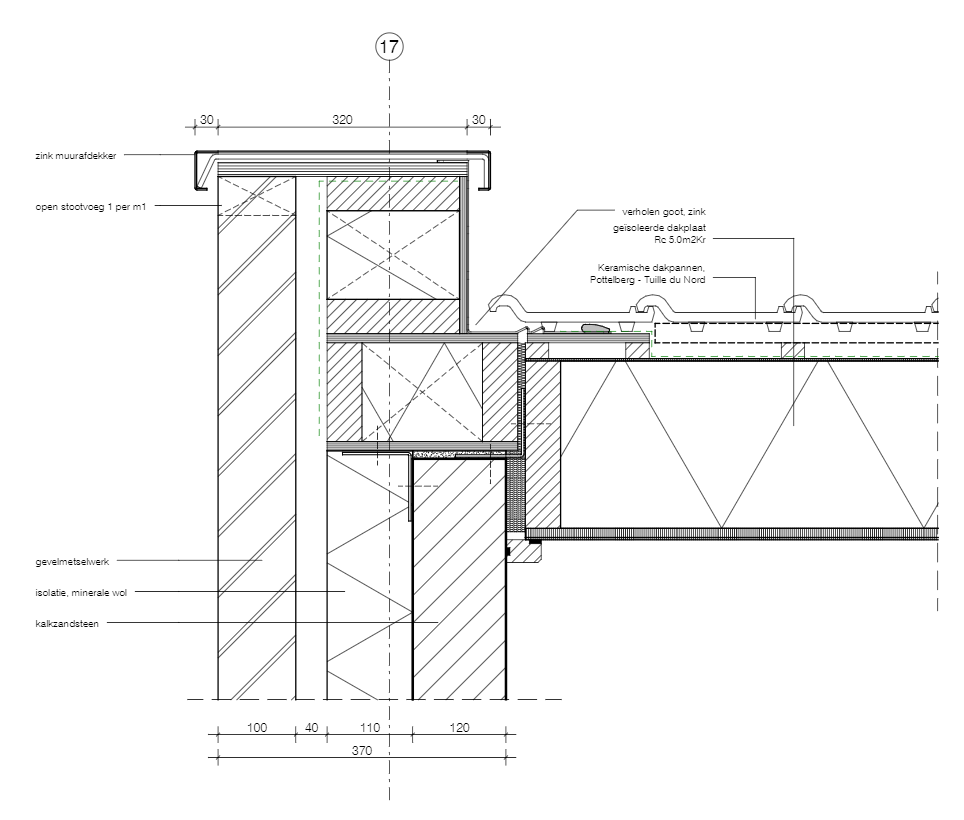 17
30
320
30
zink muurafdekker
open stootvoeg 1 per m1
verholen goot, zink
geïsoleerde dakplaat
Rc 5.0m2Kr
Keramische dakpannen,
Pottelberg - Tuille du Nord
gevelmetselwerk
isolatie, minerale wol
kalkzandsteen
100
40
110
120
370